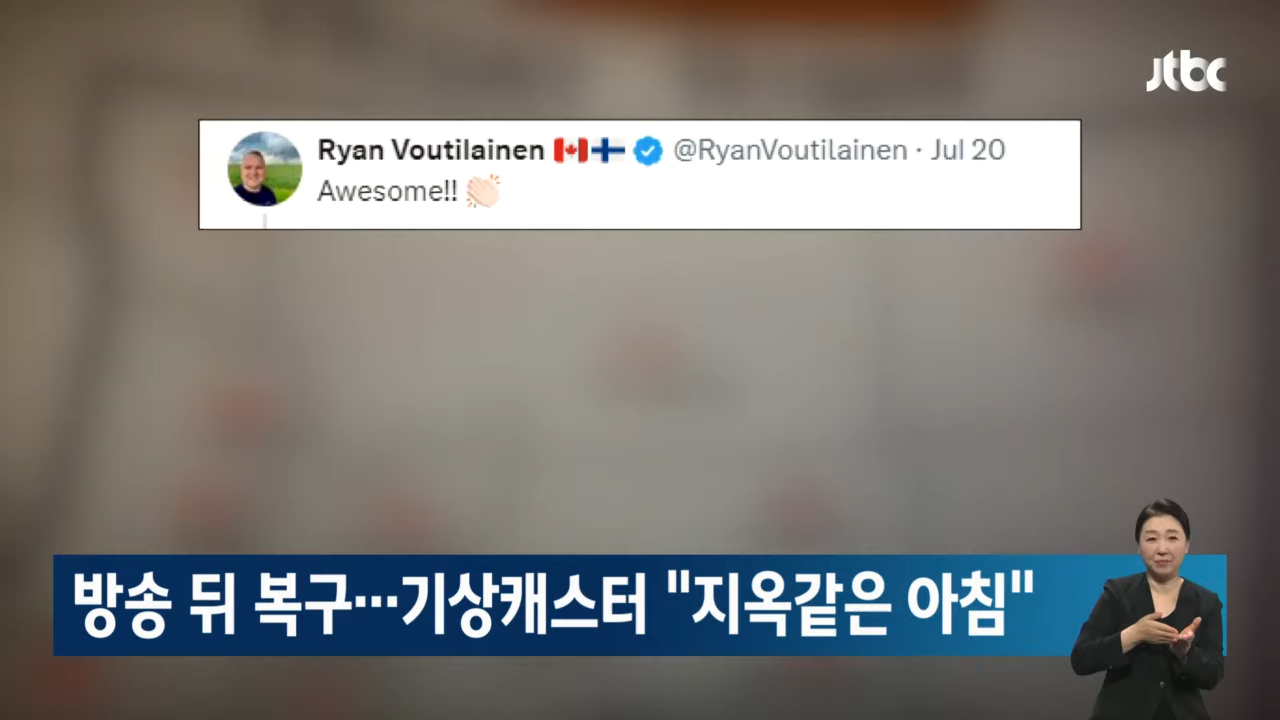 jtbc
Ryan Voutilainen 🇨🇦🇫🇮 @RyanVoutilainen · Jul 20
Awesome!! 👏🏻
방송 뒤 복구…기상캐스터 "지옥같은 아침"